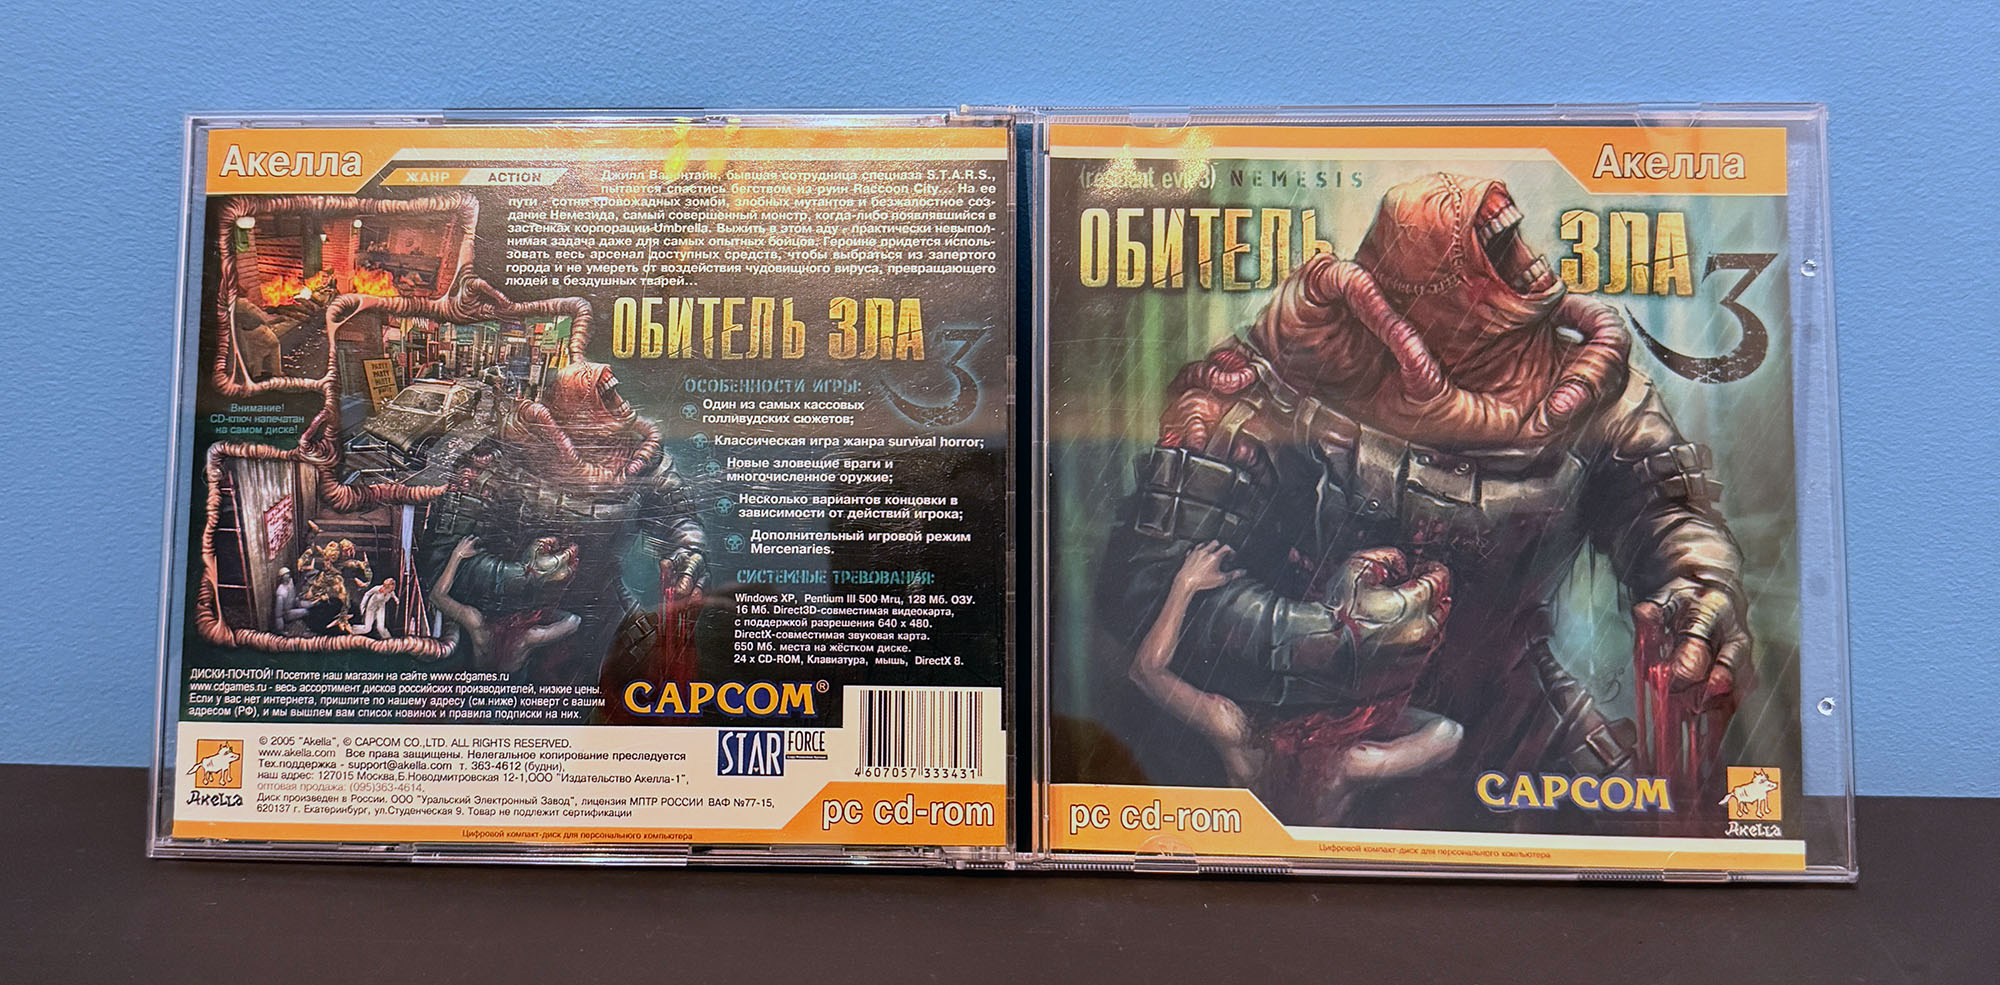 Акелла
ЖАНР ACTION
Джилл Валентайн, бывшая сотрудница спецназа S.T.A.R.S.,
пытается спастись бегством из руин Raccoon City... На ее
пути - сотни кровожадных зомби, злобных мутантов и безжалостное соз-
дание Немезида, самый совершенный монстр, когда-либо появлявшийся в
застенках корпорации Umbrella. Выжить в этом аду - практически невыпол-
нимая задача даже для самых опытных бойцов. Героине придется исполь-
зовать весь арсенал доступных средств, чтобы выбраться из запертого
города и не умереть от воздействия чудовищного вируса, превращающего
людей в бездушных тварей...
ОБИТЕЛЬ ЗЛА 3
Внимание!
CD-ключ напечатан
на самом диске!
ОСОБЕННОСТИ ИГРЫ:
Один из самых кассовых
голливудских сюжетов;
Классическая игра жанра survival horror;
Новые зловещие враги и
многочисленное оружие;
Несколько вариантов концовки в
зависимости от действий игрока;
Дополнительный игровой режим
Mercenaries.
СИСТЕМНЫЕ ТРЕБОВАНИЯ:
Windows XP, Pentium III 500 Мгц, 128 Мб. ОЗУ.
16 Мб. Direct3D-совместимая видеокарта,
с поддержкой разрешения 640 x 480.
DirectX-совместимая звуковая карта.
650 Мб. места на жёстком диске.
24 x CD-ROM, Клавиатура, мышь, DirectX 8.
ДИСКИ-ПОЧТОЙ! Посетите наш магазин на сайте www.cdgames.ru
www.cdgames.ru - весь ассортимент дисков российских производителей, низкие цены.
Если у вас нет интернета, пришлите по нашему адресу (см.ниже) конверт с вашим
адресом (РФ), и мы вышлем вам список новинок и правила подписки на них.
CAPCOM®
© 2005 "Akella", © CAPCOM CO.,LTD. ALL RIGHTS RESERVED.
www.akella.com Все права защищены. Нелегальное копирование преследуется
Тех.поддержка - support@akella.com т. 363-4612 (будни),
наш адрес: 127015 Москва,Б.Новодмитровская 12-1,ООО "Издательство Акелла-1",
оптовая продажа: (095)363-4614,
Диск произведен в России. ООО "Уральский Электронный Завод", лицензия МПТР РОССИИ ВАФ №77-15,
620137 г. Екатеринбург, ул.Студенческая 9. Товар не подлежит сертификации
Akella
STAR FORCE
4607057333431
pc cd-rom
Цифровой компакт-диск для персонального компьютера
Акелла
(resident evil 3) NEMESIS
ОБИТЕЛЬ ЗЛА 3
CAPCOM
Akella
pc cd-rom
Цифровой компакт-диск для персонального компьютера